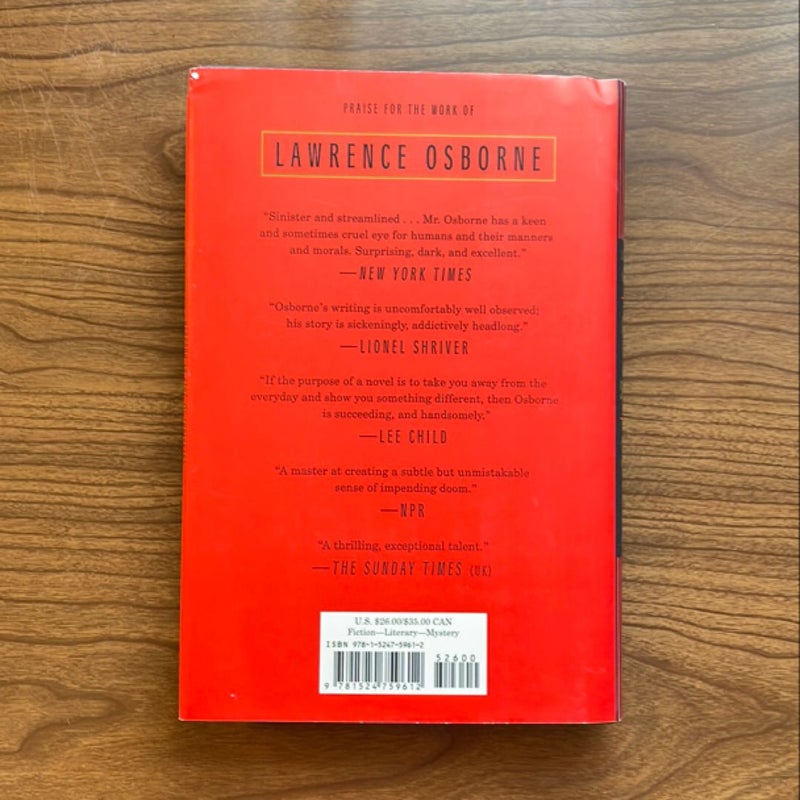 PRAISE FOR THE WORK OF
LAWRENCE OSBORNE
“Sinister and streamlined . . . Mr. Osborne has a keen
and sometimes cruel eye for humans and their manners
and morals. Surprising, dark, and excellent.”
—NEW YORK TIMES
“Osborne’s writing is uncomfortably well observed;
his story is sickeningly, addictively headlong.”
—LIONEL SHRIVER
“If the purpose of a novel is to take you away from the
everyday and show you something different, then Osborne
is succeeding, and handsomely.”
—LEE CHILD
“A master at creating a subtle but unmistakable
sense of impending doom.”
—NPR
“A thrilling, exceptional talent.”
—THE SUNDAY TIMES (UK)
U.S. $26.00/$35.00 CAN
Fiction—Literary—Mystery
ISBN 978-1-5247-5961-2
52600
9 781524 759612